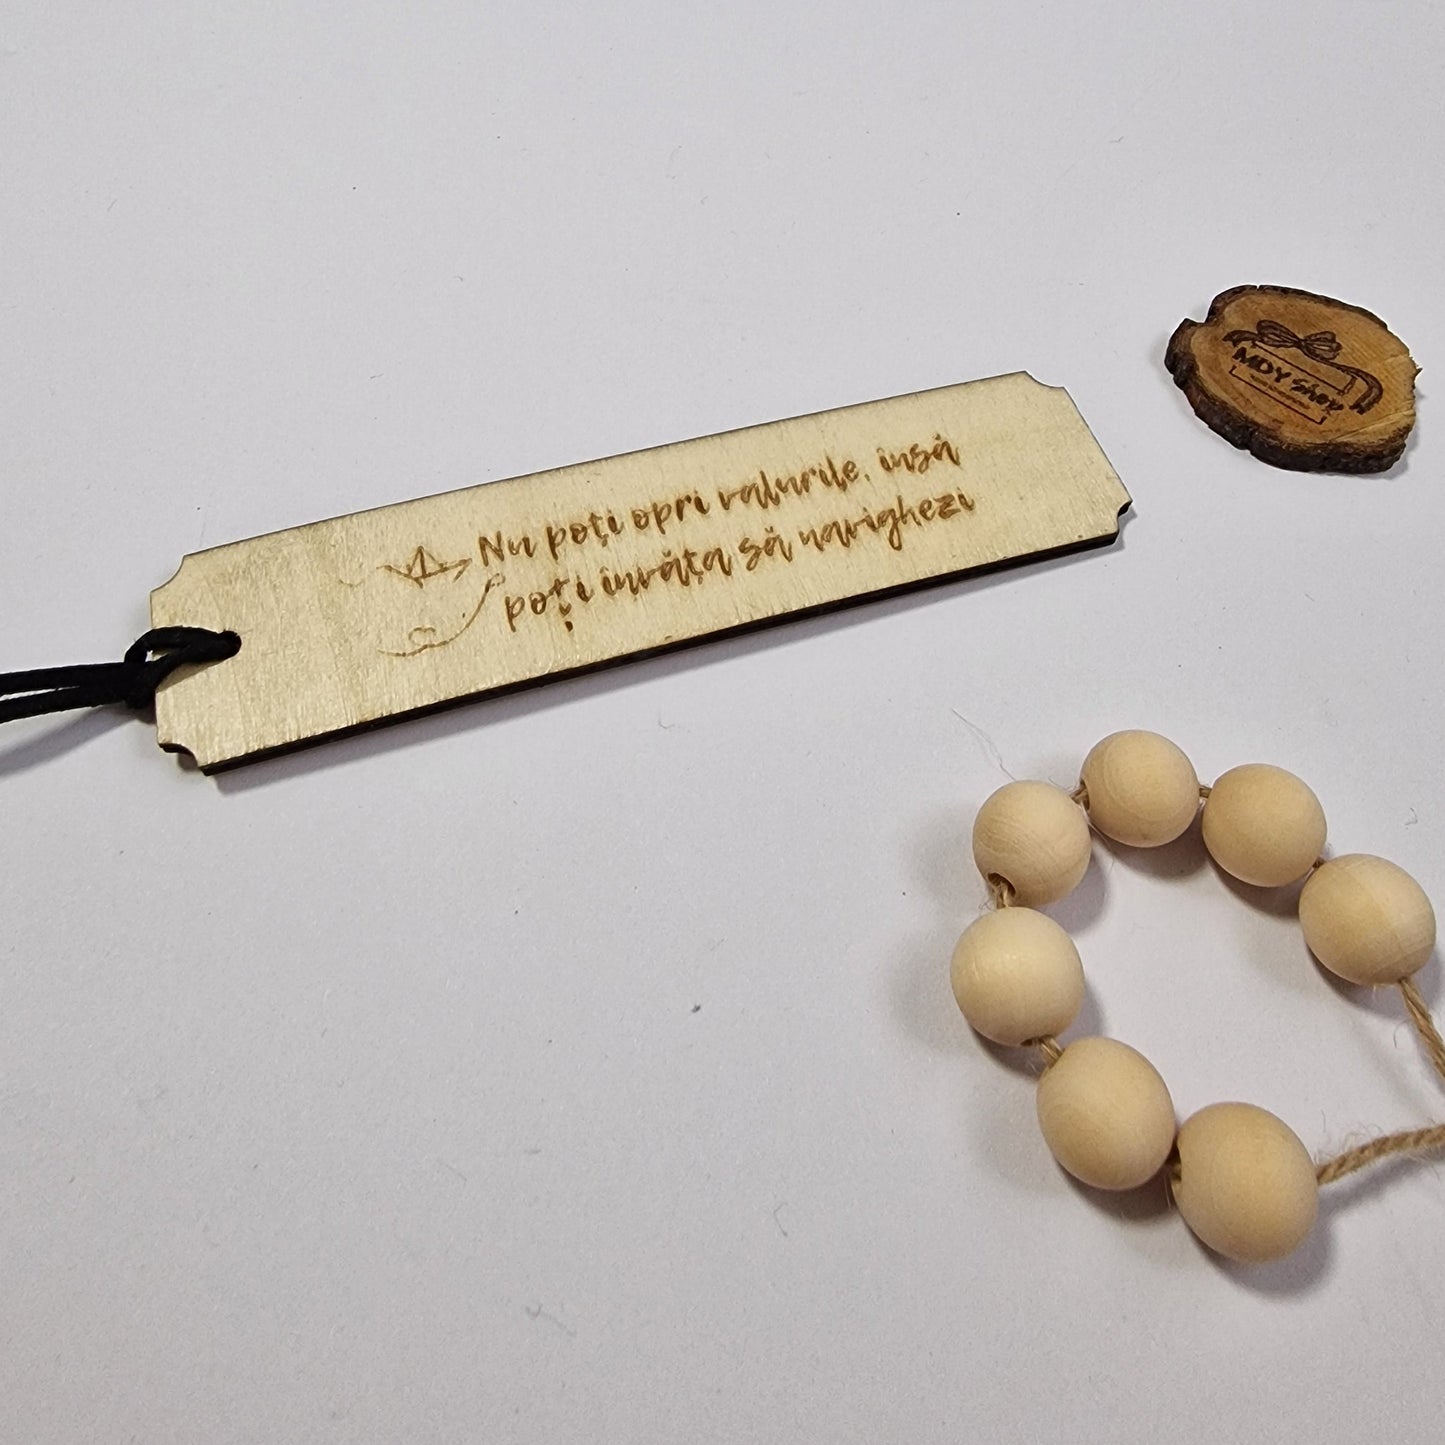 Nu poți opri valurile, însă
poți învăța să navighezi
MDY Shop